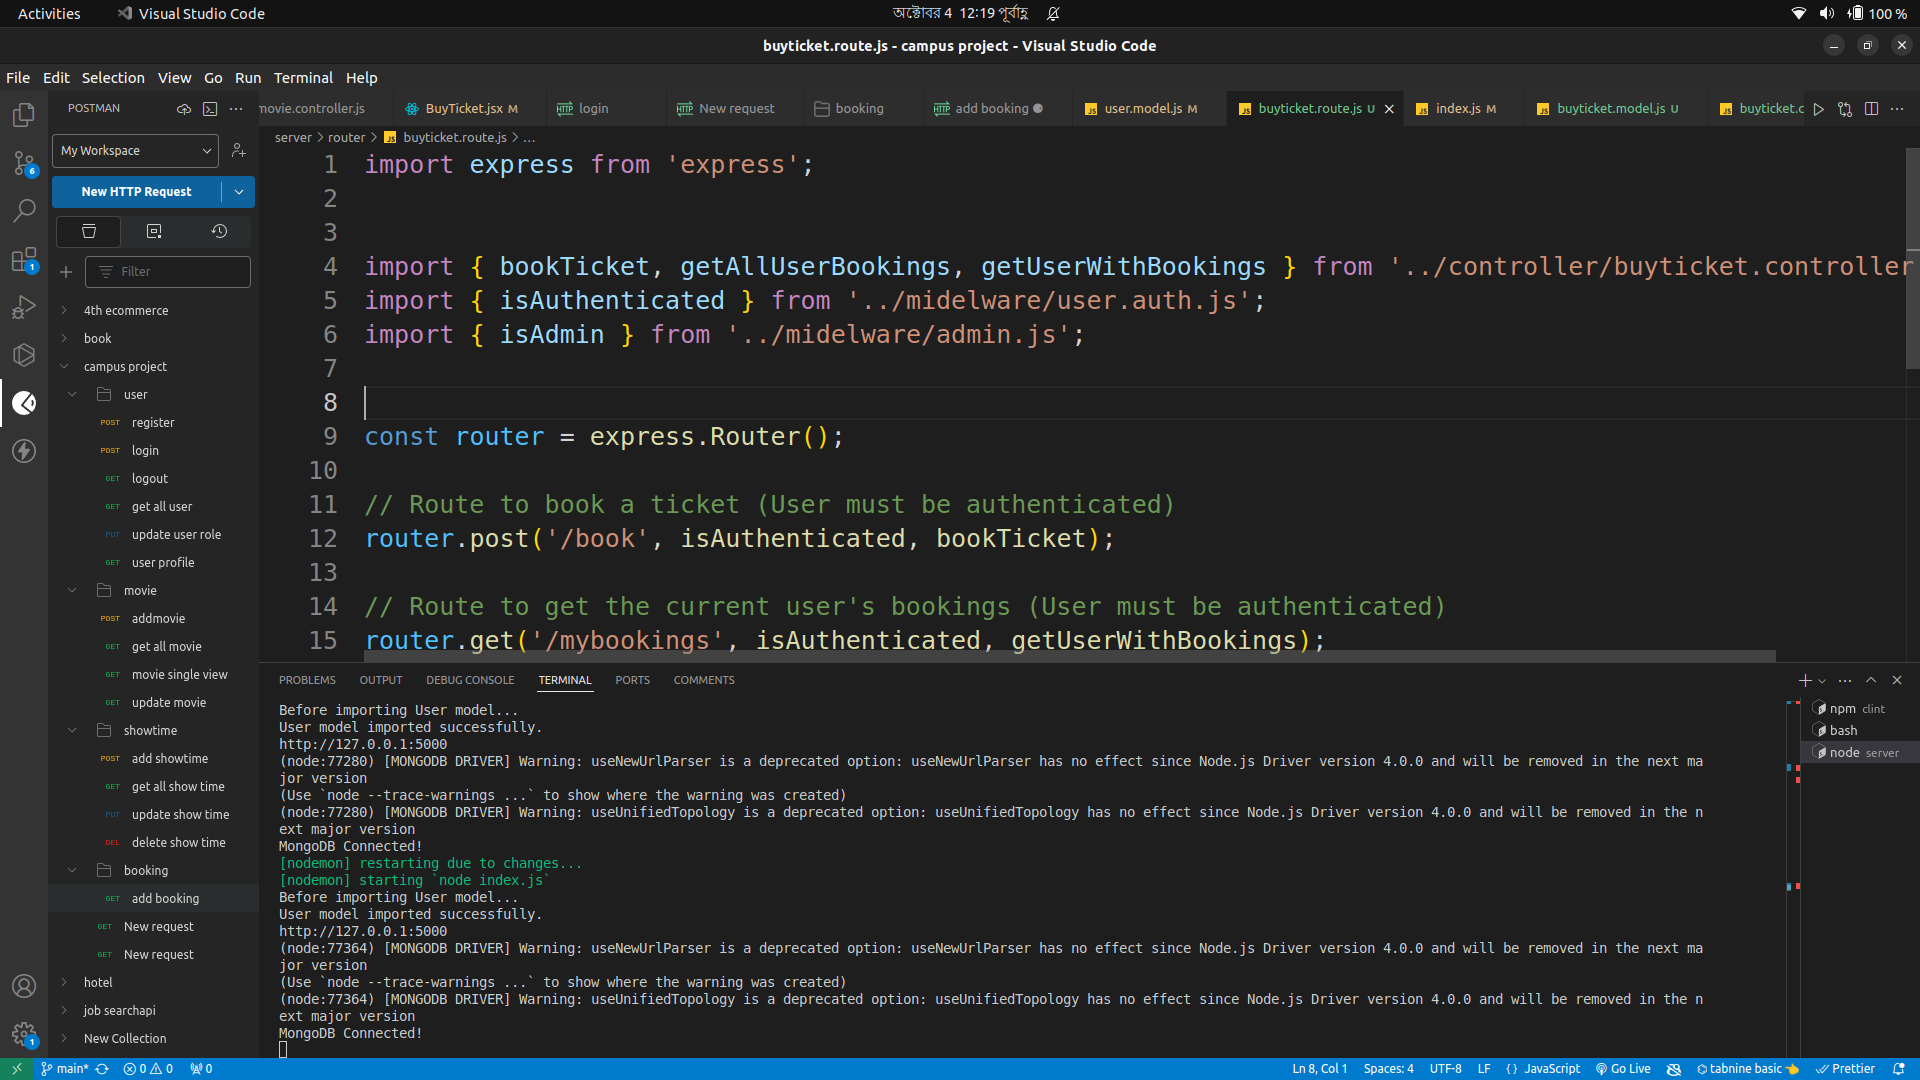 Activities
Visual Studio Code
অক্টোবর 4 12:19 পূর্বাহ্ণ
100 %
buyticket.route.js - campus project - Visual Studio Code
File Edit Selection View Go Run Terminal Help
POSTMAN
movie.controller.js
BuyTicket.jsx M
HTTP login
HTTP New request
booking
HTTP add booking
JS user.model.js M
JS buyticket.route.js U
JS index.js M
JS buyticket.model.js U
JS buyticket.c
server > router > JS buyticket.route.js > ...
My Workspace
New HTTP Request
Filter
4th ecommerce
book
campus project
user
POST register
POST login
GET logout
GET get all user
PUT update user role
GET user profile
movie
POST addmovie
GET get all movie
GET movie single view
GET update movie
showtime
POST add showtime
GET get all show time
PUT update show time
DEL delete show time
booking
GET add booking
GET New request
GET New request
hotel
job searchapi
New Collection
6
1
1
1 import express from 'express';
2
3
4 import { bookTicket, getAllUserBookings, getUserWithBookings } from '../controller/buyticket.controller
5 import { isAuthenticated } from '../midelware/user.auth.js';
6 import { isAdmin } from '../midelware/admin.js';
7
8
9 const router = express.Router();
10
11 // Route to book a ticket (User must be authenticated)
12 router.post('/book', isAuthenticated, bookTicket);
13
14 // Route to get the current user's bookings (User must be authenticated)
15 router.get('/mybookings', isAuthenticated, getUserWithBookings);
PROBLEMS OUTPUT DEBUG CONSOLE TERMINAL PORTS COMMENTS
Before importing User model...
User model imported successfully.
http://127.0.0.1:5000
(node:77280) [MONGODB DRIVER] Warning: useNewUrlParser is a deprecated option: useNewUrlParser has no effect since Node.js Driver version 4.0.0 and will be removed in the next ma
jor version
(Use `node --trace-warnings ...` to show where the warning was created)
(node:77280) [MONGODB DRIVER] Warning: useUnifiedTopology is a deprecated option: useUnifiedTopology has no effect since Node.js Driver version 4.0.0 and will be removed in the n
ext major version
MongoDB Connected!
[nodemon] restarting due to changes...
[nodemon] starting `node index.js`
Before importing User model...
User model imported successfully.
http://127.0.0.1:5000
(node:77364) [MONGODB DRIVER] Warning: useNewUrlParser is a deprecated option: useNewUrlParser has no effect since Node.js Driver version 4.0.0 and will be removed in the next ma
jor version
(Use `node --trace-warnings ...` to show where the warning was created)
(node:77364) [MONGODB DRIVER] Warning: useUnifiedTopology is a deprecated option: useUnifiedTopology has no effect since Node.js Driver version 4.0.0 and will be removed in the n
ext major version
MongoDB Connected!
npm clint
bash
node server
main* 0 0 0
Ln 8, Col 1 Spaces: 4 UTF-8 LF {} JavaScript Go Live tabnine basic Prettier